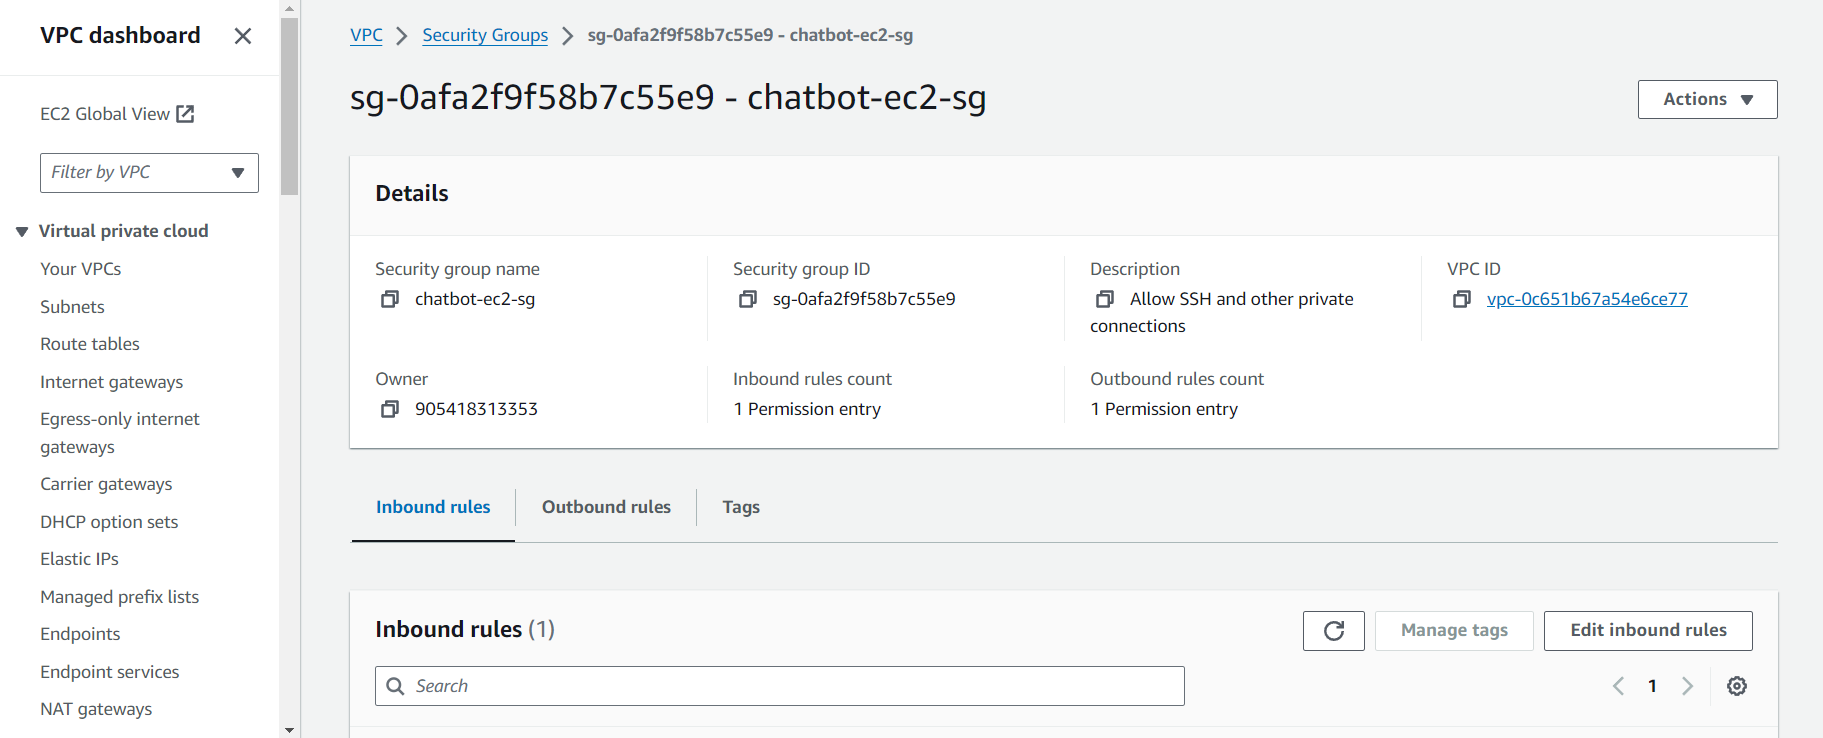 VPC dashboard
EC2 Global View
Filter by VPC
Virtual private cloud
Your VPCs
Subnets
Route tables
Internet gateways
Egress-only internet
gateways
Carrier gateways
DHCP option sets
Elastic IPs
Managed prefix lists
Endpoints
Endpoint services
NAT gateways
VPC > Security Groups > sg-0afa2f9f58b7c55e9 - chatbot-ec2-sg
sg-0afa2f9f58b7c55e9 - chatbot-ec2-sg
Actions
Details
Security group name
chatbot-ec2-sg
Security group ID
sg-0afa2f9f58b7c55e9
Description
Allow SSH and other private
connections
VPC ID
vpc-0c651b67a54e6ce77
Owner
905418313353
Inbound rules count
1 Permission entry
Outbound rules count
1 Permission entry
Inbound rules
Outbound rules
Tags
Inbound rules (1)
Manage tags
Edit inbound rules
Search
1